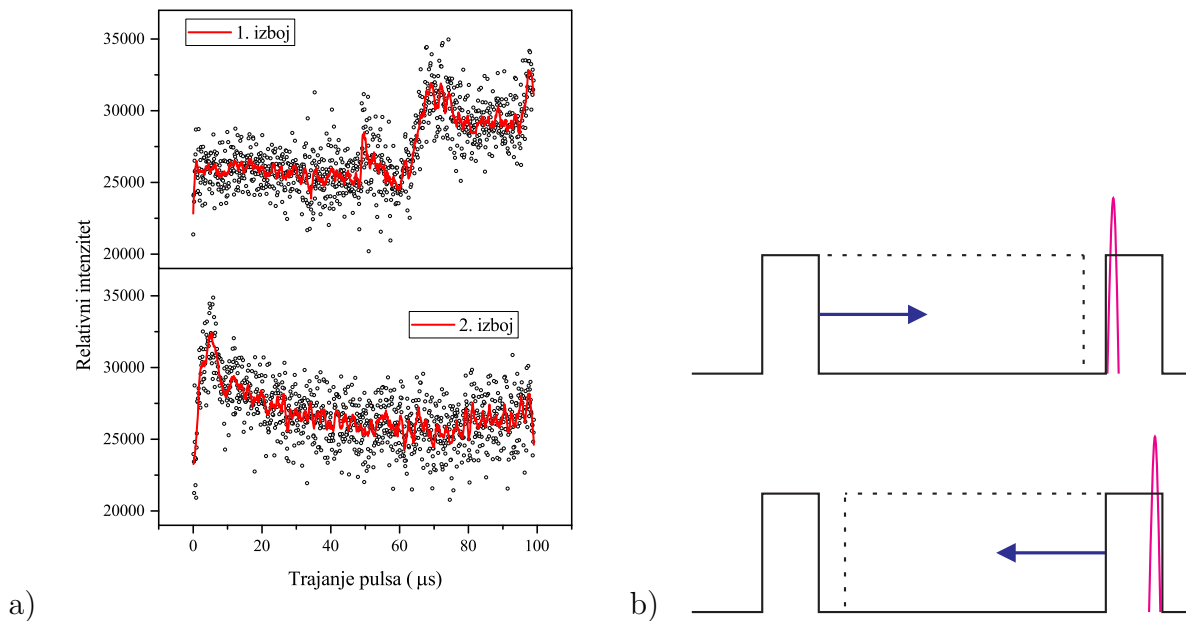 35000
1. izboj
30000
25000
20000
Relativni intenzitet
35000
2. izboj
30000
25000
20000
0 20 40 60 80 100
Trajanje pulsa ( μs)
a)
b)